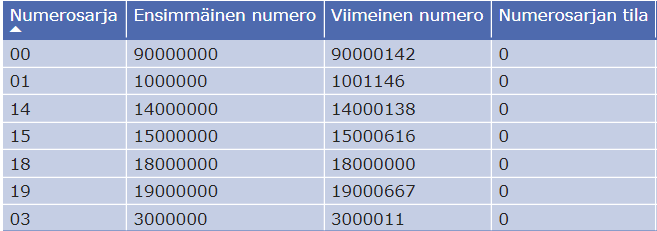 Numerosarja Ensimmäinen numero Viimeinen numero Numerosarjan tila
00 90000000 90000142 0
01 1000000 1001146 0
14 14000000 14000138 0
15 15000000 15000616 0
18 18000000 18000000 0
19 19000000 19000667 0
03 3000000 3000011 0